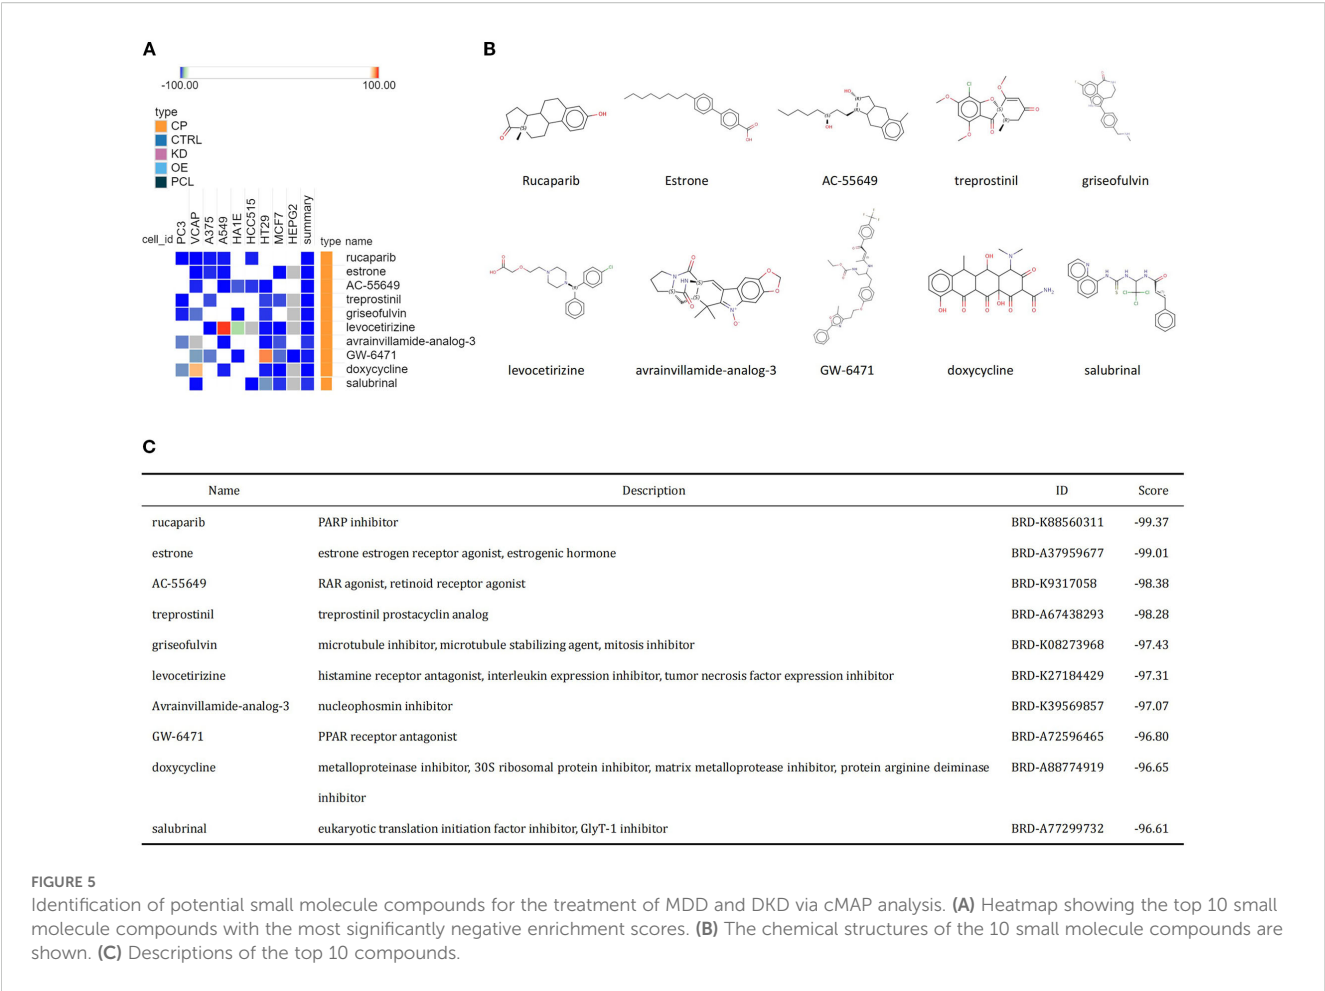 A
-100.00 100.00
type
CP
CTRL
KD
OE
PCL
cell_id PC3 VCAP A375 A549 HA1E HCC515 HT29 MCF7 HEPG2 summary type name
rucaparib
estrone
AC-55649
treprostinil
griseofulvin
levocetirizine
avrainvillamide-analog-3
GW-6471
doxycycline
salubrinal
B
Rucaparib Estrone AC-55649 treprostinil griseofulvin
levocetirizine avrainvillamide-analog-3 GW-6471 doxycycline salubrinal
C
Name Description ID Score
rucaparib PARP inhibitor BRD-K88560311 -99.37
estrone estrone estrogen receptor agonist, estrogenic hormone BRD-A37959677 -99.01
AC-55649 RAR agonist, retinoid receptor agonist BRD-K9317058 -98.38
treprostinil treprostinil prostacyclin analog BRD-A67438293 -98.28
griseofulvin microtubule inhibitor, microtubule stabilizing agent, mitosis inhibitor BRD-K08273968 -97.43
levocetirizine histamine receptor antagonist, interleukin expression inhibitor, tumor necrosis factor expression inhibitor BRD-K27184429 -97.31
Avrainvillamide-analog-3 nucleophosmin inhibitor BRD-K39569857 -97.07
GW-6471 PPAR receptor antagonist BRD-A72596465 -96.80
doxycycline metalloproteinase inhibitor, 30S ribosomal protein inhibitor, matrix metalloprotease inhibitor, protein arginine deiminase BRD-A88774919 -96.65
inhibitor
salubrinal eukaryotic translation initiation factor inhibitor, GlyT-1 inhibitor BRD-A77299732 -96.61
FIGURE 5
Identification of potential small molecule compounds for the treatment of MDD and DKD via cMAP analysis. (A) Heatmap showing the top 10 small
molecule compounds with the most significantly negative enrichment scores. (B) The chemical structures of the 10 small molecule compounds are
shown. (C) Descriptions of the top 10 compounds.